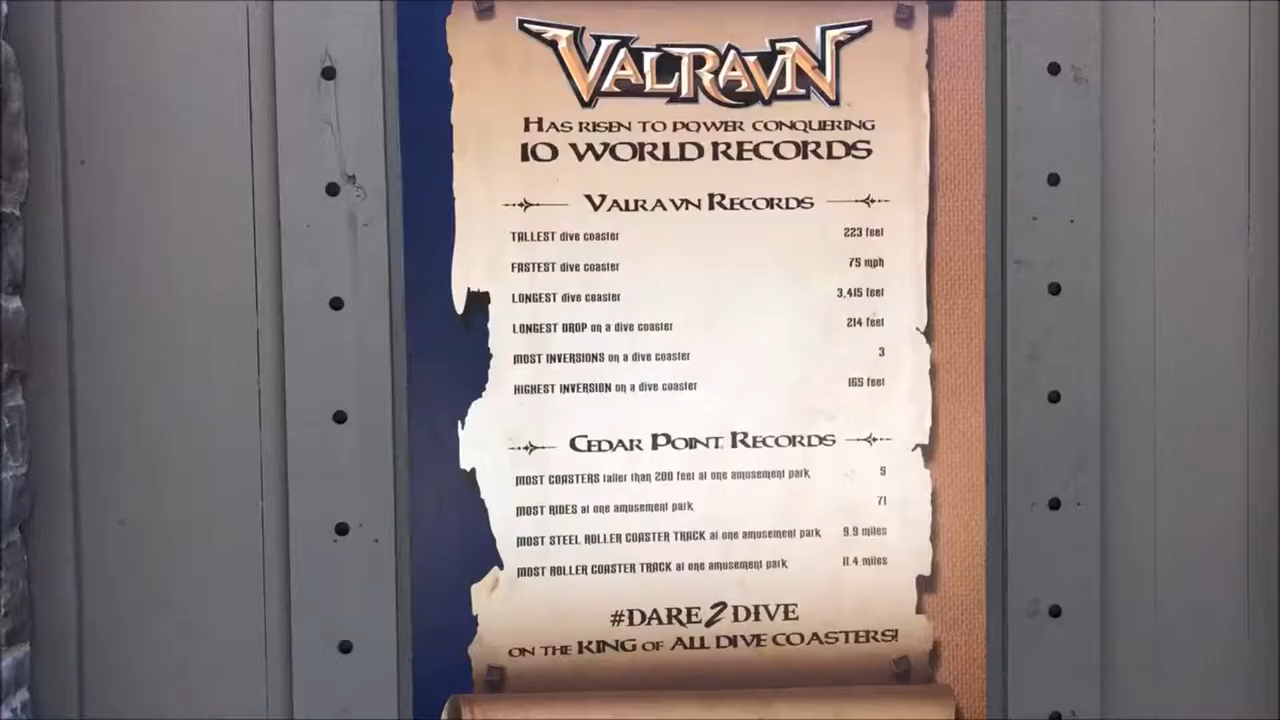 VALRAVN
HAS RISEN TO POWER CONQUERING
10 WORLD RECORDS
VALRAVN RECORDS
TALLEST dive coaster 223 feet
FASTEST dive coaster 75 mph
LONGEST dive coaster 3,415 feet
LONGEST DROP on a dive coaster 214 feet
MOST INVERSIONS on a dive coaster 3
HIGHEST INVERSION on a dive coaster 165 feet
CEDAR POINT RECORDS
MOST COASTERS taller than 200 feet at one amusement park 5
MOST RIDES at one amusement park 71
MOST STEEL ROLLER COASTER TRACK at one amusement park 9.9 miles
MOST ROLLER COASTER TRACK at one amusement park 11.4 miles
#DARE2DIVE
ON THE KING OF ALL DIVE COASTERS!